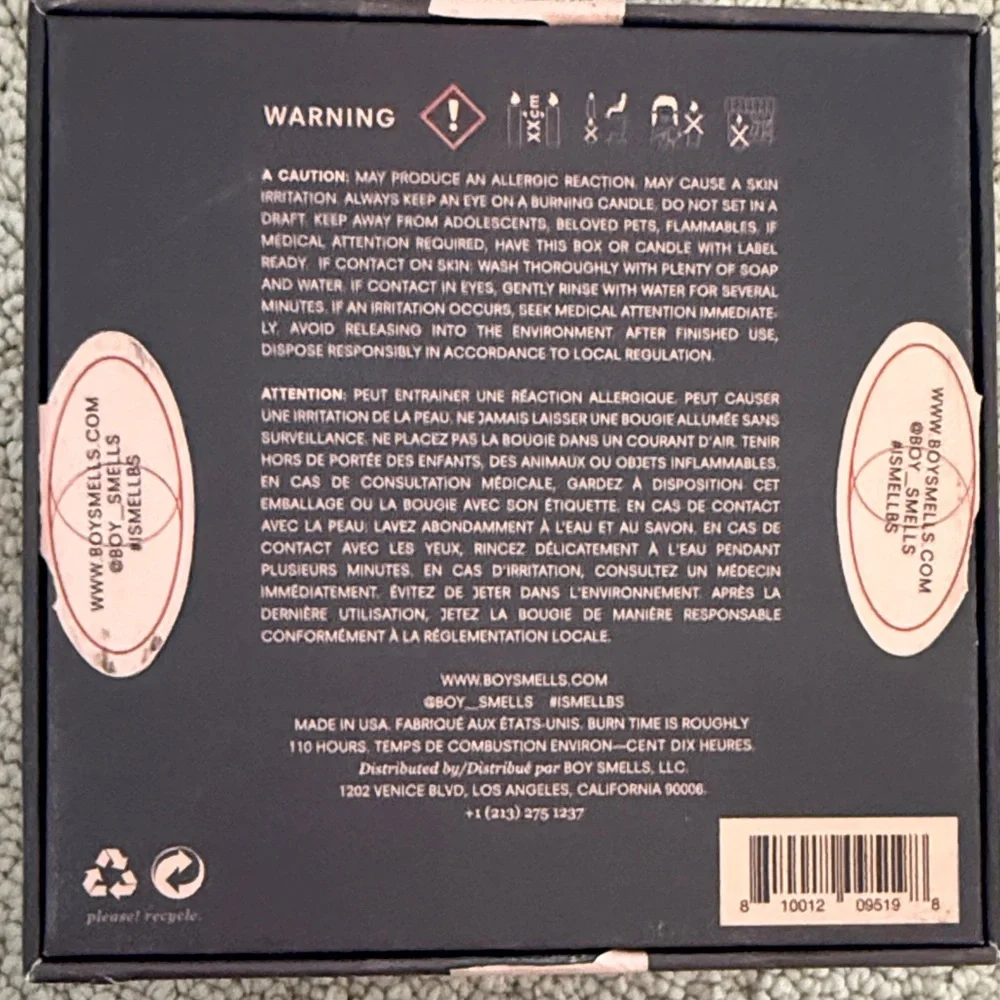 WARNING
A CAUTION: MAY PRODUCE AN ALLERGIC REACTION. MAY CAUSE A SKIN
IRRITATION. ALWAYS KEEP AN EYE ON A BURNING CANDLE, DO NOT SET IN A
DRAFT. KEEP AWAY FROM ADOLESCENTS, BELOVED PETS, FLAMMABLES. IF
MEDICAL ATTENTION REQUIRED, HAVE THIS BOX OR CANDLE WITH LABEL
READY. IF CONTACT ON SKIN: WASH THOROUGHLY WITH PLENTY OF SOAP
AND WATER. IF CONTACT IN EYES, GENTLY RINSE WITH WATER FOR SEVERAL
MINUTES. IF AN IRRITATION OCCURS, SEEK MEDICAL ATTENTION IMMEDIATE-
LY. AVOID RELEASING INTO THE ENVIRONMENT. AFTER FINISHED USE,
DISPOSE RESPONSIBLY IN ACCORDANCE TO LOCAL REGULATION.
ATTENTION: PEUT ENTRAINER UNE RÉACTION ALLERGIQUE. PEUT CAUSER
UNE IRRITATION DE LA PEAU. NE JAMAIS LAISSER UNE BOUGIE ALLUMÉE SANS
SURVEILLANCE. NE PLACEZ PAS LA BOUGIE DANS UN COURANT D'AIR. TENIR
HORS DE PORTÉE DES ENFANTS, DES ANIMAUX OU OBJETS INFLAMMABLES.
EN CAS DE CONSULTATION MÉDICALE, GARDEZ À DISPOSITION CET
EMBALLAGE OU LA BOUGIE AVEC SON ÉTIQUETTE. EN CAS DE CONTACT
AVEC LA PEAU: LAVEZ ABONDAMMENT À L'EAU ET AU SAVON. EN CAS DE
CONTACT AVEC LES YEUX, RINCEZ DÉLICATEMENT À L'EAU PENDANT
PLUSIEURS MINUTES. EN CAS D'IRRITATION, CONSULTEZ UN MÉDECIN
IMMÉDIATEMENT. ÉVITEZ DE JETER DANS L'ENVIRONNEMENT. APRÈS LA
DERNIÈRE UTILISATION, JETEZ LA BOUGIE DE MANIÈRE RESPONSABLE
CONFORMÉMENT À LA RÉGLEMENTATION LOCALE.
WWW.BOYSMELLS.COM
@BOY__SMELLS #ISMELLBS
MADE IN USA. FABRIQUÉ AUX ÉTATS-UNIS. BURN TIME IS ROUGHLY
110 HOURS. TEMPS DE COMBUSTION ENVIRON—CENT DIX HEURES.
Distributed by/Distribué par BOY SMELLS, LLC.
1202 VENICE BLVD, LOS ANGELES, CALIFORNIA 90006.
+1 (213) 275 1237
please! recycle.
8 10012 09519 8
WWW.BOYSMELLS.COM
@BOY__SMELLS
#ISMELLBS
WWW.BOYSMELLS.COM
@BOY__SMELLS
#ISMELLBS